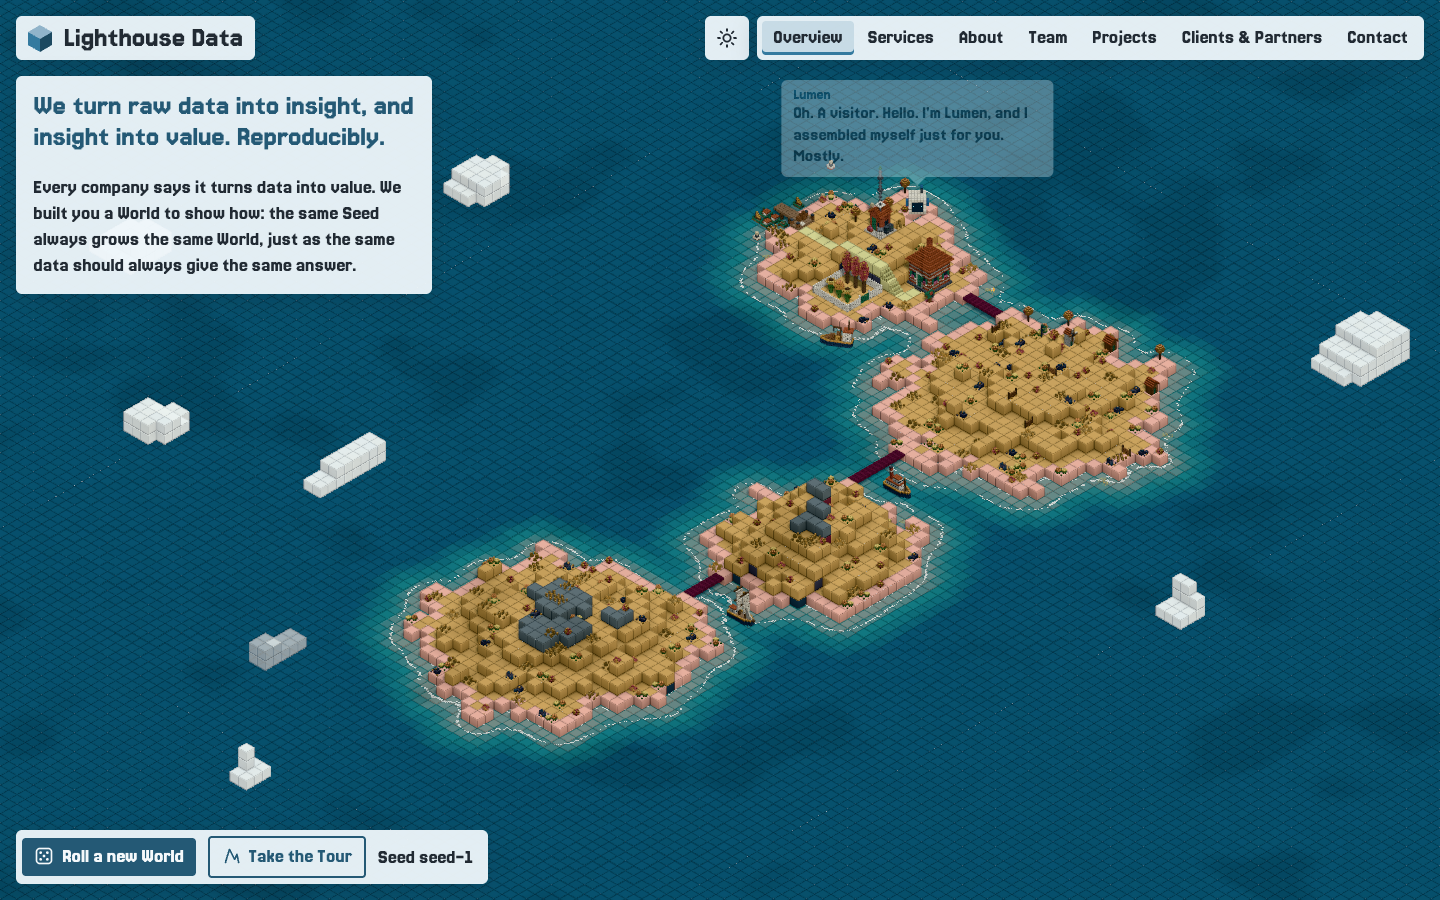 Lighthouse Data
Overview
Services
About
Team
Projects
Clients & Partners
Contact
We turn raw data into insight, and
insight into value. Reproducibly.
Every company says it turns data into value. We
built you a World to show how: the same Seed
always grows the same World, just as the same
data should always give the same answer.
Lumen
Oh. A visitor. Hello. I'm Lumen, and I
assembled myself just for you.
Mostly.
Roll a new World
Take the Tour
Seed seed-1